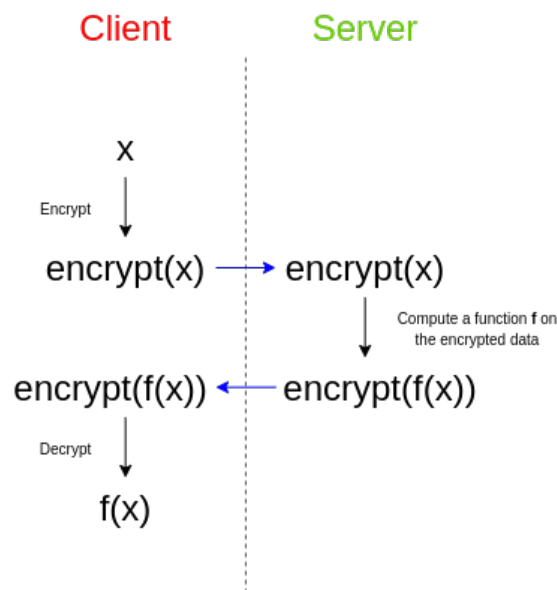 Client
Server
x
Encrypt
encrypt(x)
encrypt(x)
Compute a function f on
the encrypted data
encrypt(f(x))
encrypt(f(x))
Decrypt
f(x)